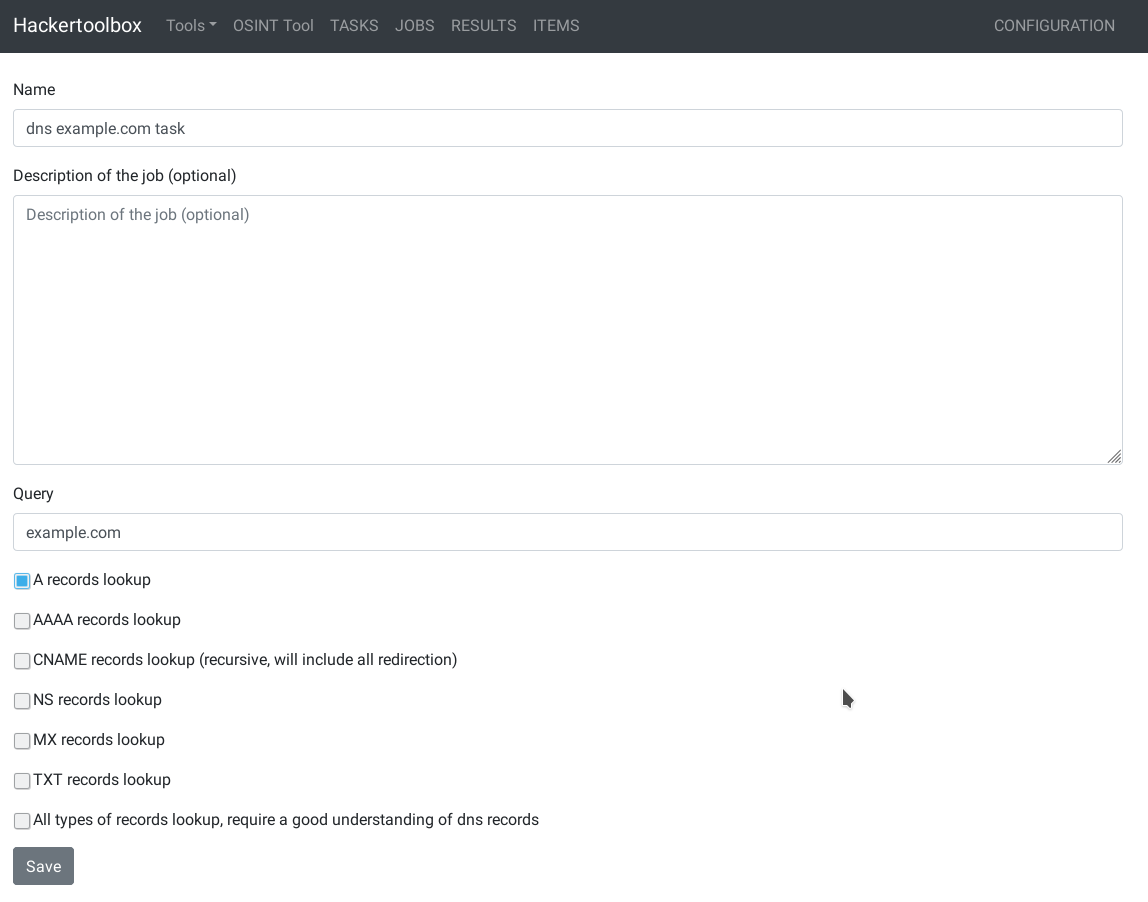 Hackertoolbox Tools OSINT Tool TASKS JOBS RESULTS ITEMS CONFIGURATION
Name
dns example.com task
Description of the job (optional)
Description of the job (optional)
Query
example.com
A records lookup
AAAA records lookup
CNAME records lookup (recursive, will include all redirection)
NS records lookup
MX records lookup
TXT records lookup
All types of records lookup, require a good understanding of dns records
Save